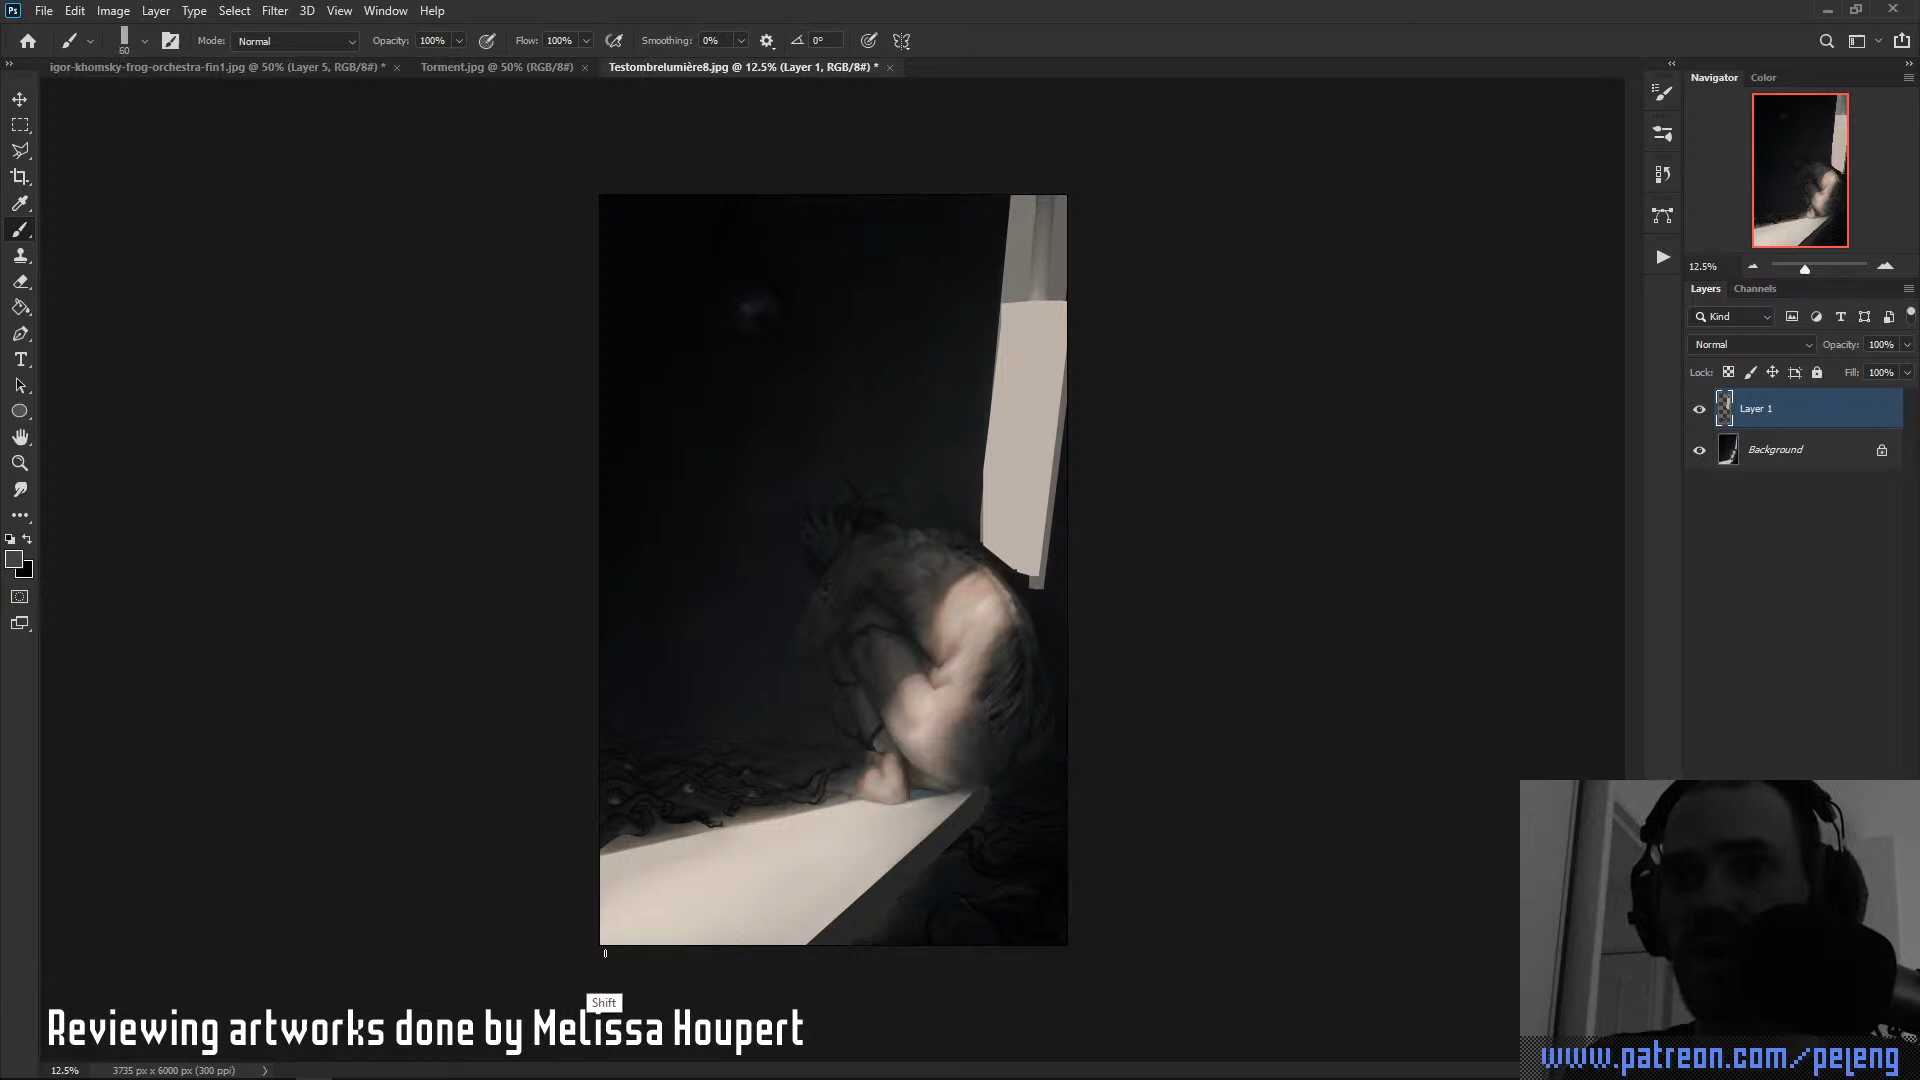 Ps File Edit Image Layer Type Select Filter 3D View Window Help
60 Mode: Normal Opacity: 100% Flow: 100% Smoothing: 0% 0°
igor-khomsky-frog-orchestra-fin1.jpg @ 50% (Layer 5, RGB/8#) * Torment.jpg @ 50% (RGB/8#) Testombrelumière8.jpg @ 12.5% (Layer 1, RGB/8#) *
Navigator Color
12.5%
Layers Channels
Kind
Normal Opacity: 100%
Lock: Fill: 100%
Layer 1
Background
Shift
Reviewing artworks done by Melissa Houpert
www.patreon.com/peleng
12.5% 3735 px x 6000 px (300 ppi)